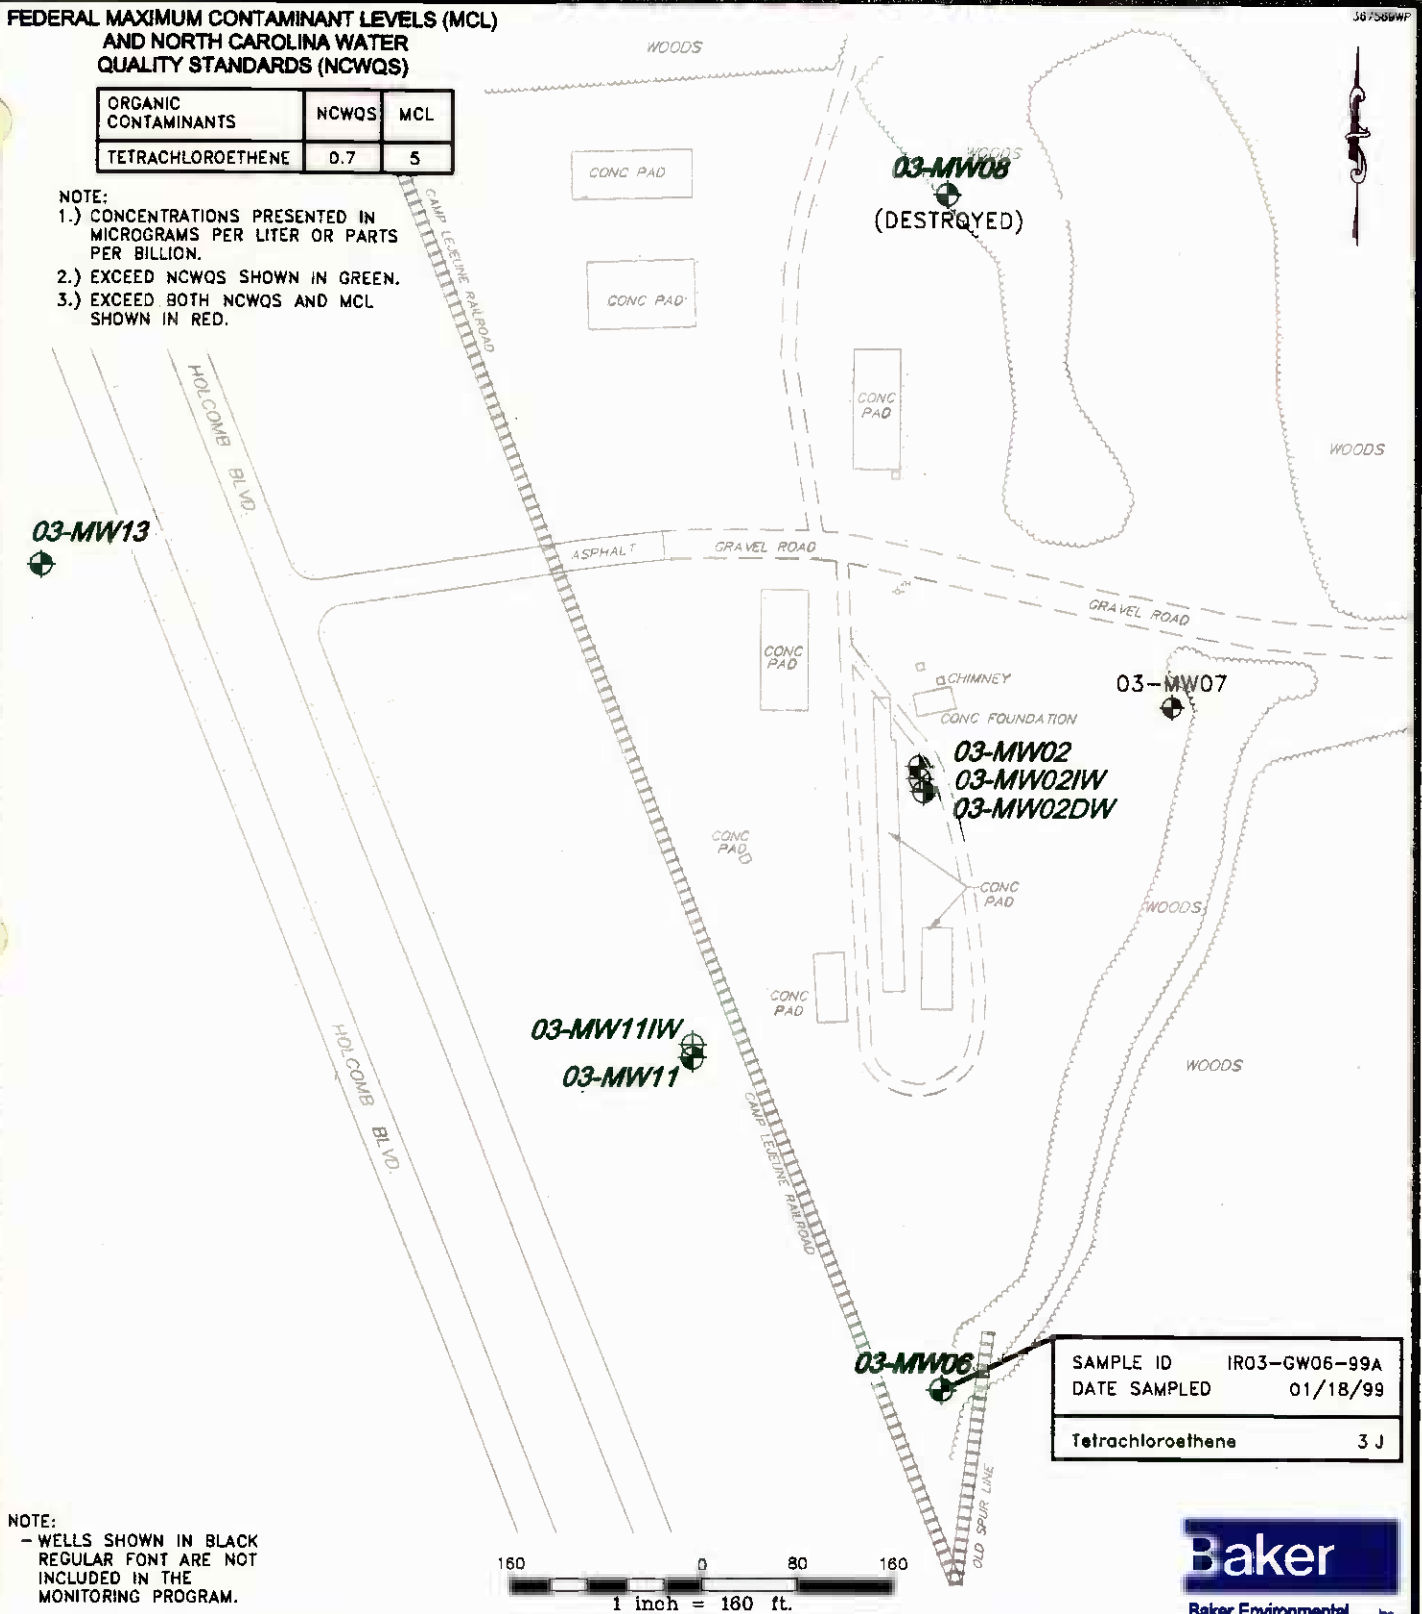 FEDERAL MAXIMUM CONTAMINANT LEVELS (MCL)
AND NORTH CAROLINA WATER
QUALITY STANDARDS (NCWQS)
ORGANIC CONTAMINANTS NCWQS MCL
TETRACHLOROETHENE 0.7 5
NOTE:
1.) CONCENTRATIONS PRESENTED IN
MICROGRAMS PER LITER OR PARTS
PER BILLION.
2.) EXCEED NCWQS SHOWN IN GREEN.
3.) EXCEED BOTH NCWQS AND MCL
SHOWN IN RED.
WOODS
CONC PAD
CONC PAD
CAMP LEJEUNE RAILROAD
WOODS
03-MW08
(DESTROYED)
CONC
PAD
WOODS
HOLCOMB BLVD.
03-MW13
ASPHALT
GRAVEL ROAD
GRAVEL ROAD
CONC
PAD
CHIMNEY
CONC FOUNDATION
03-MW07
03-MW02
03-MW02IW
03-MW02DW
CONC
PAD
CONC
PAD
WOODS
CONC
PAD
03-MW11IW
03-MW11
WOODS
HOLCOMB BLVD.
CAMP LEJEUNE RAILROAD
03-MW06
SAMPLE ID IR03-GW06-99A
DATE SAMPLED 01/18/99
Tetrachloroethene 3 J
OLD SPUR LINE
NOTE:
- WELLS SHOWN IN BLACK
REGULAR FONT ARE NOT
INCLUDED IN THE
MONITORING PROGRAM.
160 0 80 160
1 inch = 160 ft.
Baker
Baker Environmental